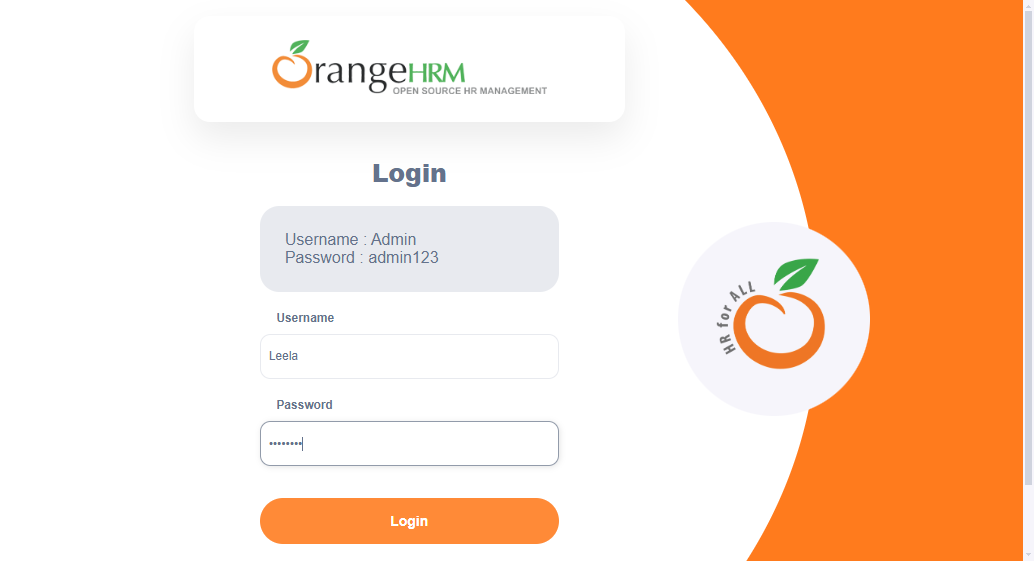 OrangeHRM
OPEN SOURCE HR MANAGEMENT
Login
Username : Admin
Password : admin123
Username
Leela
Password
••••••••
Login
HR for ALL